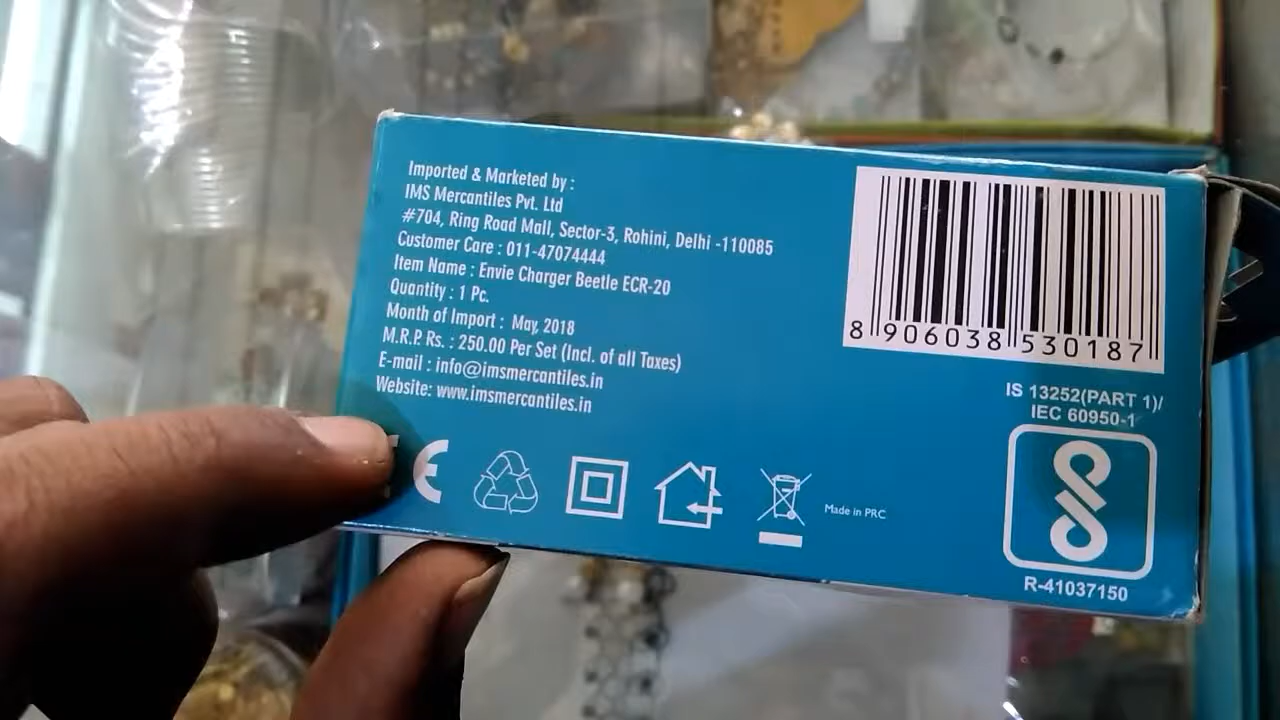 Imported & Marketed by :
IMS Mercantiles Pvt. Ltd
#704, Ring Road Mall, Sector-3, Rohini, Delhi -110085
Customer Care : 011-47074444
Item Name : Envie Charger Beetle ECR-20
Quantity : 1 Pc.
Month of Import : May, 2018
M.R.P. Rs. : 250.00 Per Set (Incl. of all Taxes)
E-mail : info@imsmercantiles.in
Website: www.imsmercantiles.in
8 906038 530187
IS 13252(PART 1)/
IEC 60950-1
Made in PRC
R-41037150